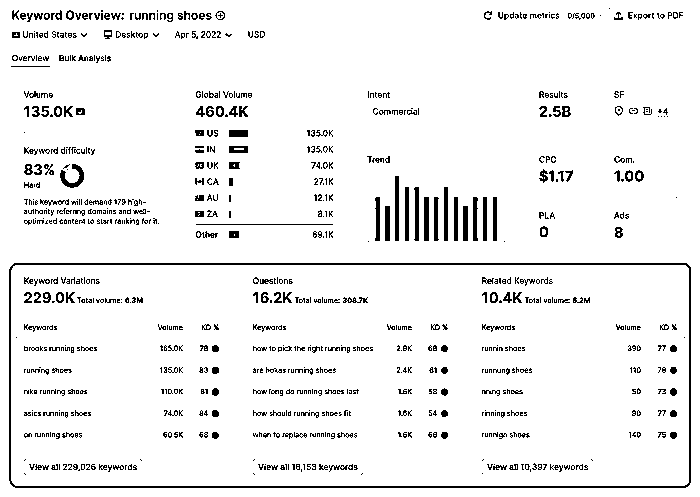 Keyword Overview: running shoes
Update metrics 0/5,000 Export to PDF
United States Desktop Apr 5, 2022 USD
Overview Bulk Analysis
Volume
135.0K
Keyword difficulty
83%
Hard
This keyword will demand 179 high-
authority referring domains and well-
optimized content to start ranking for it.
Global Volume
460.4K
US 135.0K
IN 135.0K
UK 74.0K
CA 27.1K
AU 12.1K
ZA 8.1K
Other 69.1K
Intent
Commercial
Trend
Results SF
2.5B +4
CPC Com.
$1.17 1.00
PLA Ads
0 8
Keyword Variations
229.0K Total volume: 6.3M
Keywords Volume KD %
brooks running shoes 165.0K 78
running shoes 135.0K 83
nike running shoes 110.0K 81
asics running shoes 74.0K 84
on running shoes 60.5K 68
View all 229,026 keywords
Questions
16.2K Total volume: 308.7K
Keywords Volume KD %
how to pick the right running shoes 2.9K 68
are hokas running shoes 2.4K 61
how long do running shoes last 1.6K 58
how should running shoes fit 1.6K 54
when to replace running shoes 1.6K 66
View all 16,153 keywords
Related Keywords
10.4K Total volume: 6.2M
Keywords Volume KD %
runnin shoes 390 77
runnung shoes 110 78
rining shoes 50 73
rinning shoes 90 77
runnign shoes 140 75
View all 10,397 keywords